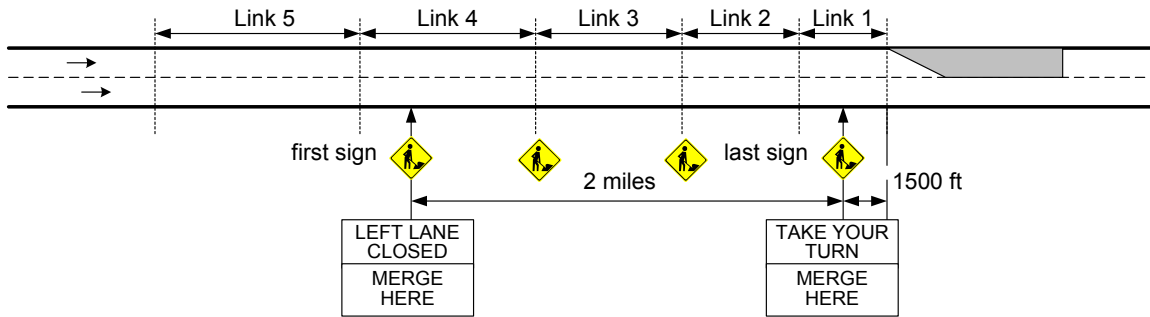 Link 5
Link 4
Link 3
Link 2
Link 1
first sign
last sign
2 miles
1500 ft
LEFT LANE
CLOSED
MERGE
HERE
TAKE YOUR
TURN
MERGE
HERE